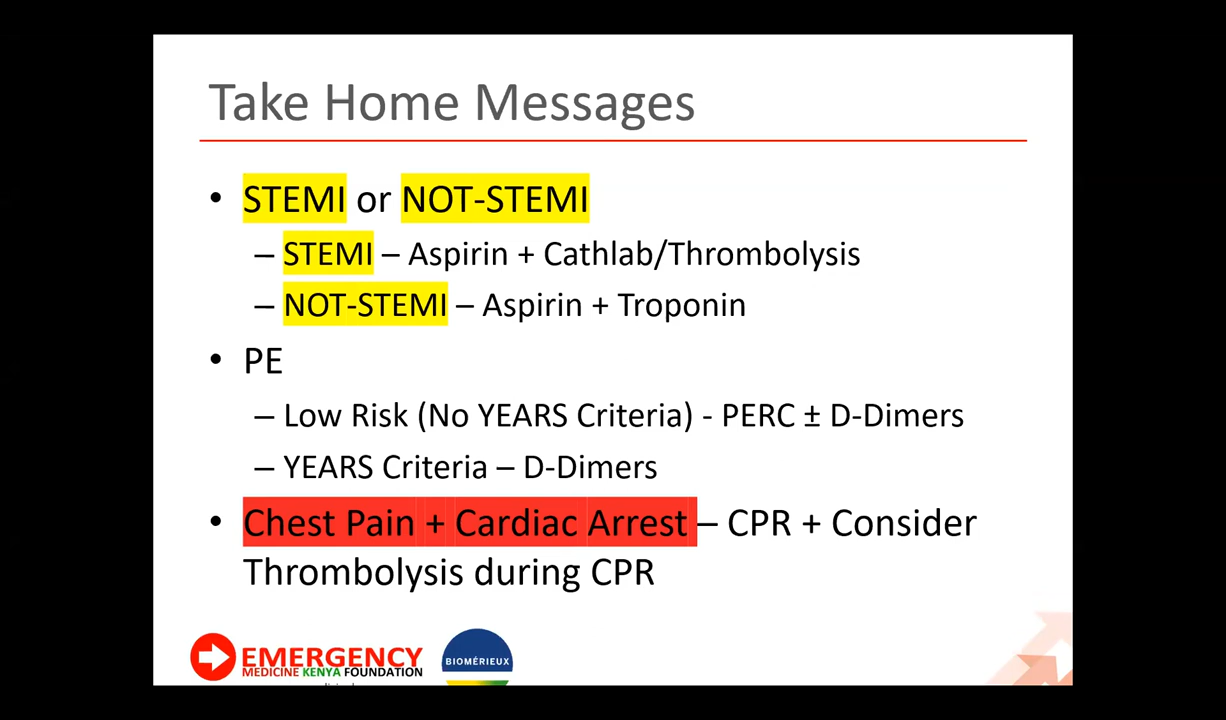 Take Home Messages
• STEMI or NOT-STEMI
– STEMI – Aspirin + Cathlab/Thrombolysis
– NOT-STEMI – Aspirin + Troponin
• PE
– Low Risk (No YEARS Criteria) - PERC ± D-Dimers
– YEARS Criteria – D-Dimers
• Chest Pain + Cardiac Arrest – CPR + Consider
Thrombolysis during CPR
EMERGENCY
MEDICINE KENYA FOUNDATION
BIOMÉRIEUX